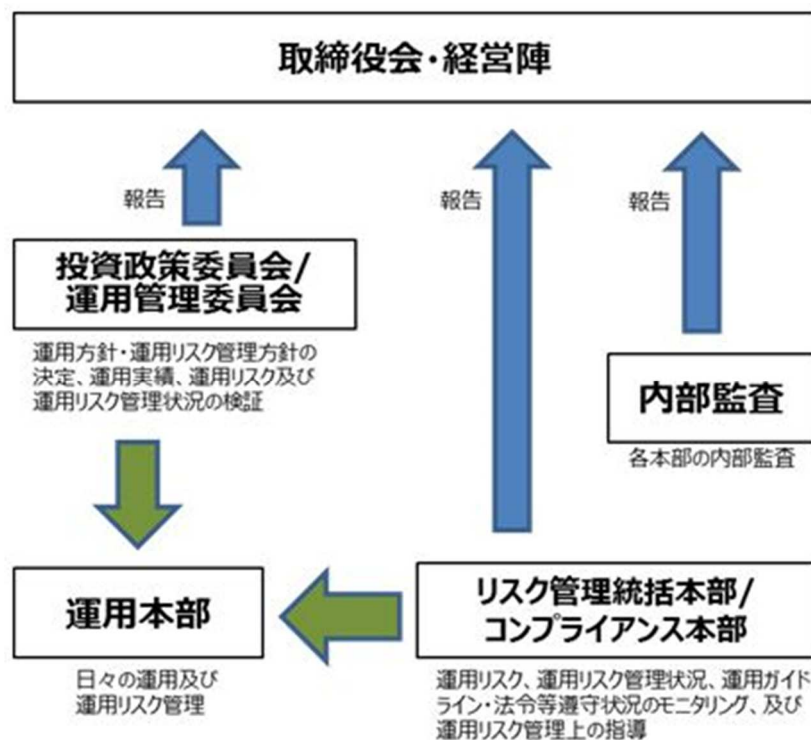 取締役会・経営陣
報告
報告
報告
投資政策委員会/
運用管理委員会
運用方針・運用リスク管理方針の
決定、運用実績、運用リスク及び
運用リスク管理状況の検証
内部監査
各本部の内部監査
運用本部
日々の運用及び
運用リスク管理
リスク管理統括本部/
コンプライアンス本部
運用リスク、運用リスク管理状況、運用ガイド
ライン・法令等遵守状況のモニタリング、及び
運用リスク管理上の指導